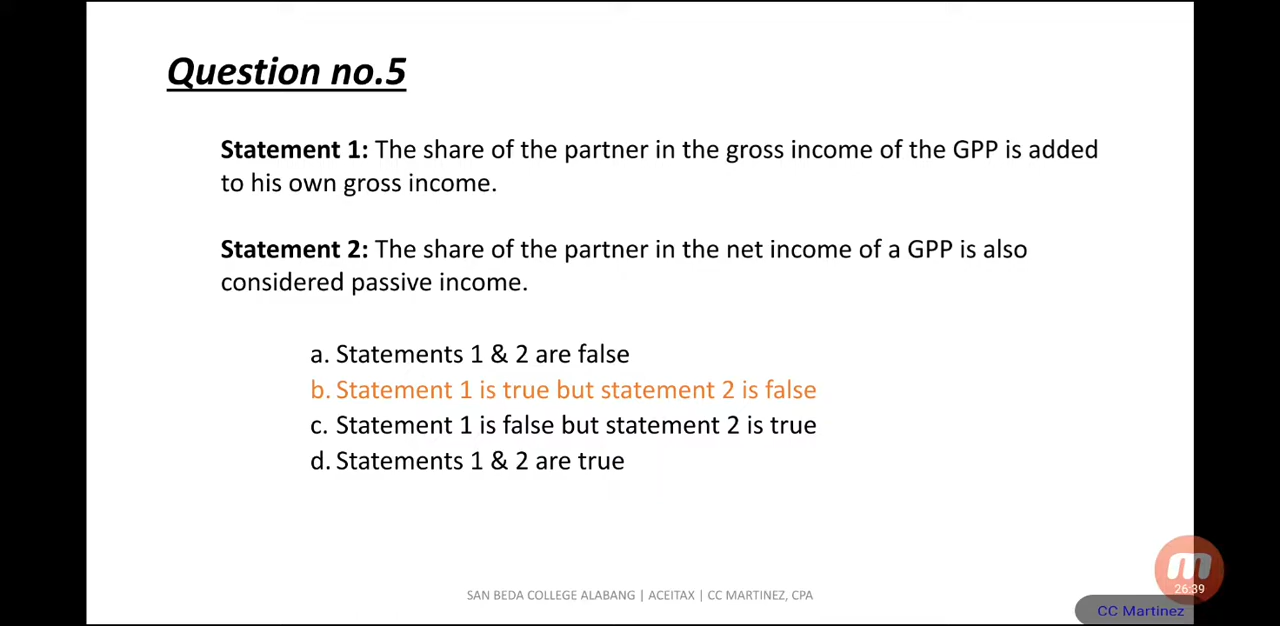 Question no.5
Statement 1: The share of the partner in the gross income of the GPP is added
to his own gross income.
Statement 2: The share of the partner in the net income of a GPP is also
considered passive income.
a. Statements 1 & 2 are false
b. Statement 1 is true but statement 2 is false
c. Statement 1 is false but statement 2 is true
d. Statements 1 & 2 are true
SAN BEDA COLLEGE ALABANG | ACEITAX | CC MARTINEZ, CPA
26:39
CC Martinez